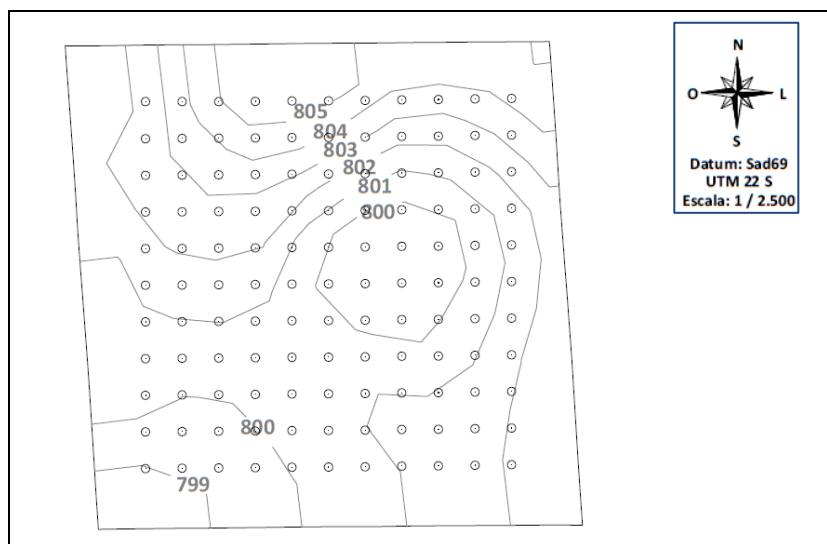 805
804
803
802
801
800
800
799
N
O
L
S
Datum: Sad69
UTM 22 S
Escala: 1 / 2.500